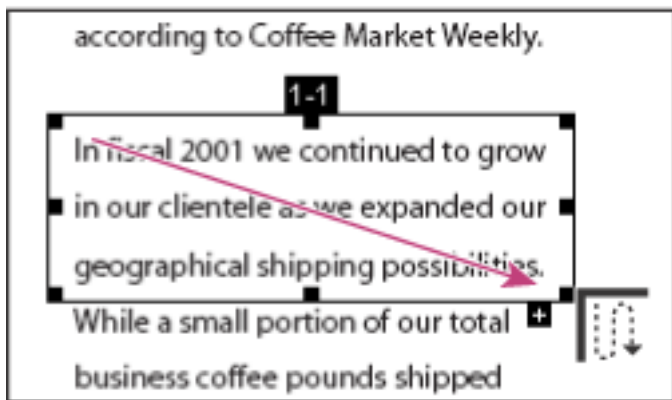 according to Coffee Market Weekly.
1-1
In fiscal 2001 we continued to grow
in our clientele as we expanded our
geographical shipping possibilities.
While a small portion of our total
business coffee pounds shipped